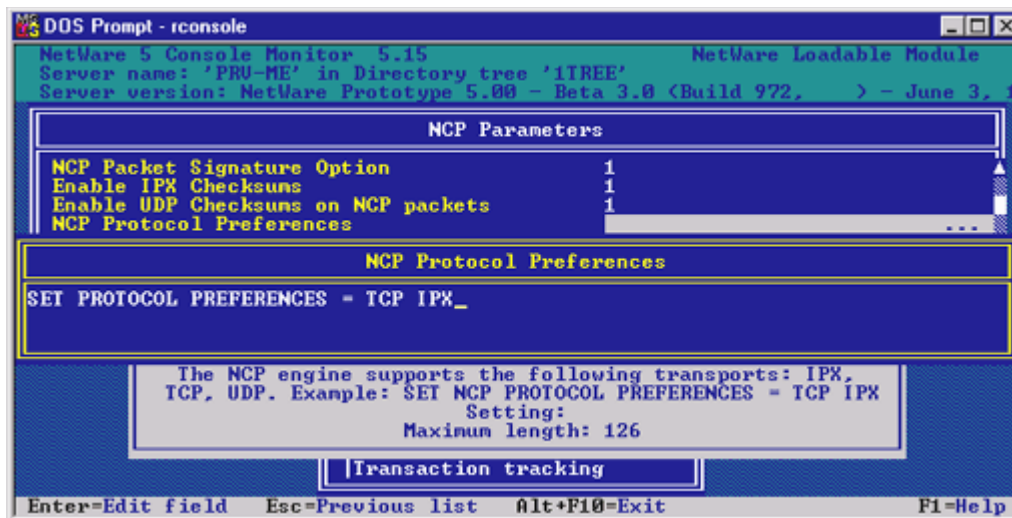 DOS Prompt - rconsole
NetWare 5 Console Monitor 5.15 NetWare Loadable Module
Server name: 'PRV-ME' in Directory tree '1TREE'
Server version: NetWare Prototype 5.00 - Beta 3.0 (Build 972, ) - June 3, 1
NCP Parameters
NCP Packet Signature Option 1
Enable IPX Checksums 1
Enable UDP Checksums on NCP packets 1
NCP Protocol Preferences ...
NCP Protocol Preferences
SET PROTOCOL PREFERENCES = TCP IPX_
The NCP engine supports the following transports: IPX,
TCP, UDP. Example: SET NCP PROTOCOL PREFERENCES = TCP IPX
Setting:
Maximum length: 126
|Transaction tracking
Enter=Edit field Esc=Previous list Alt+F10=Exit F1=Help